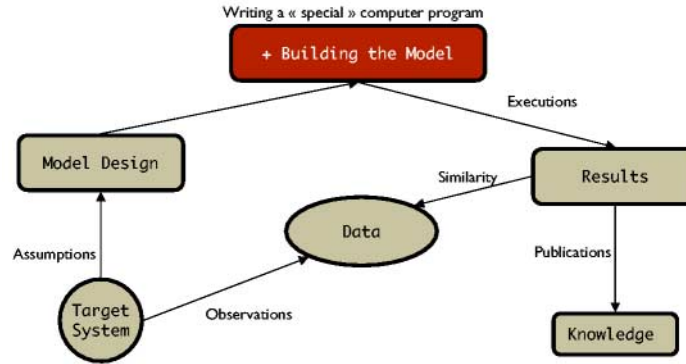 Writing a « special » computer program
+ Building the Model
Executions
Model Design
Similarity
Results
Data
Assumptions
Publications
Target
System
Observations
Knowledge